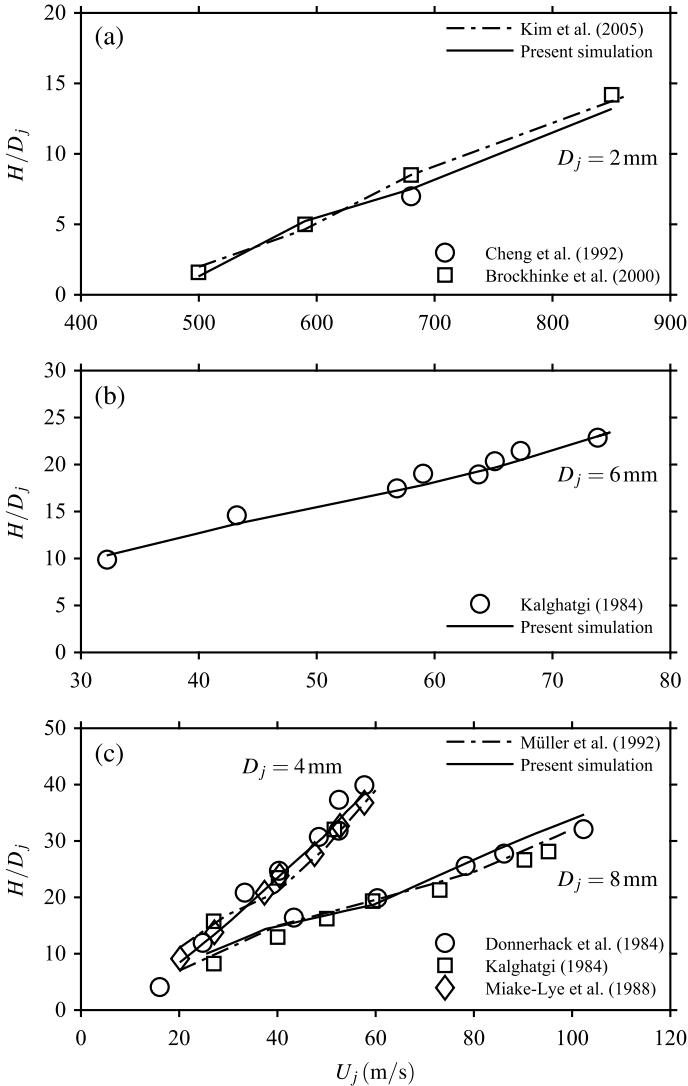 20
(a)
Kim et al. (2005)
Present simulation
15
H/D_j
10
D_j = 2 mm
5
Cheng et al. (1992)
Brockhinke et al. (2000)
0
400 500 600 700 800 900
30
(b)
25
20
D_j = 6 mm
H/D_j
15
10
5
Kalghatgi (1984)
Present simulation
0
30 40 50 60 70 80
50
(c)
Müller et al. (1992)
Present simulation
D_j = 4 mm
40
30
H/D_j
20
D_j = 8 mm
10
Donnerhack et al. (1984)
Kalghatgi (1984)
Miake-Lye et al. (1988)
0
0 20 40 60 80 100 120
U_j (m/s)